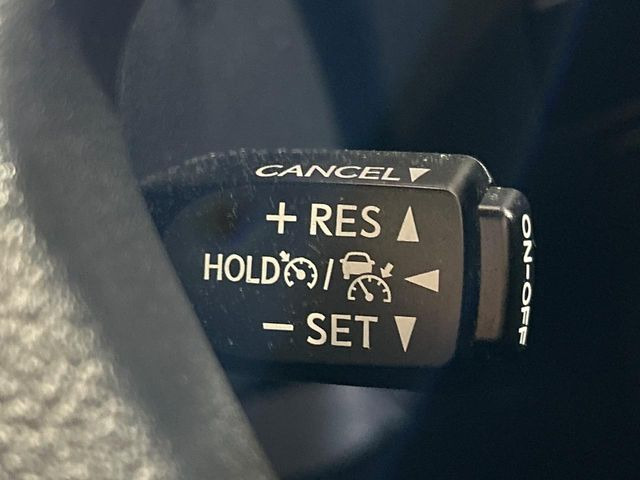 CANCEL▼
+ RES ▲
HOLD / ◀
− SET ▼
ON-OFF